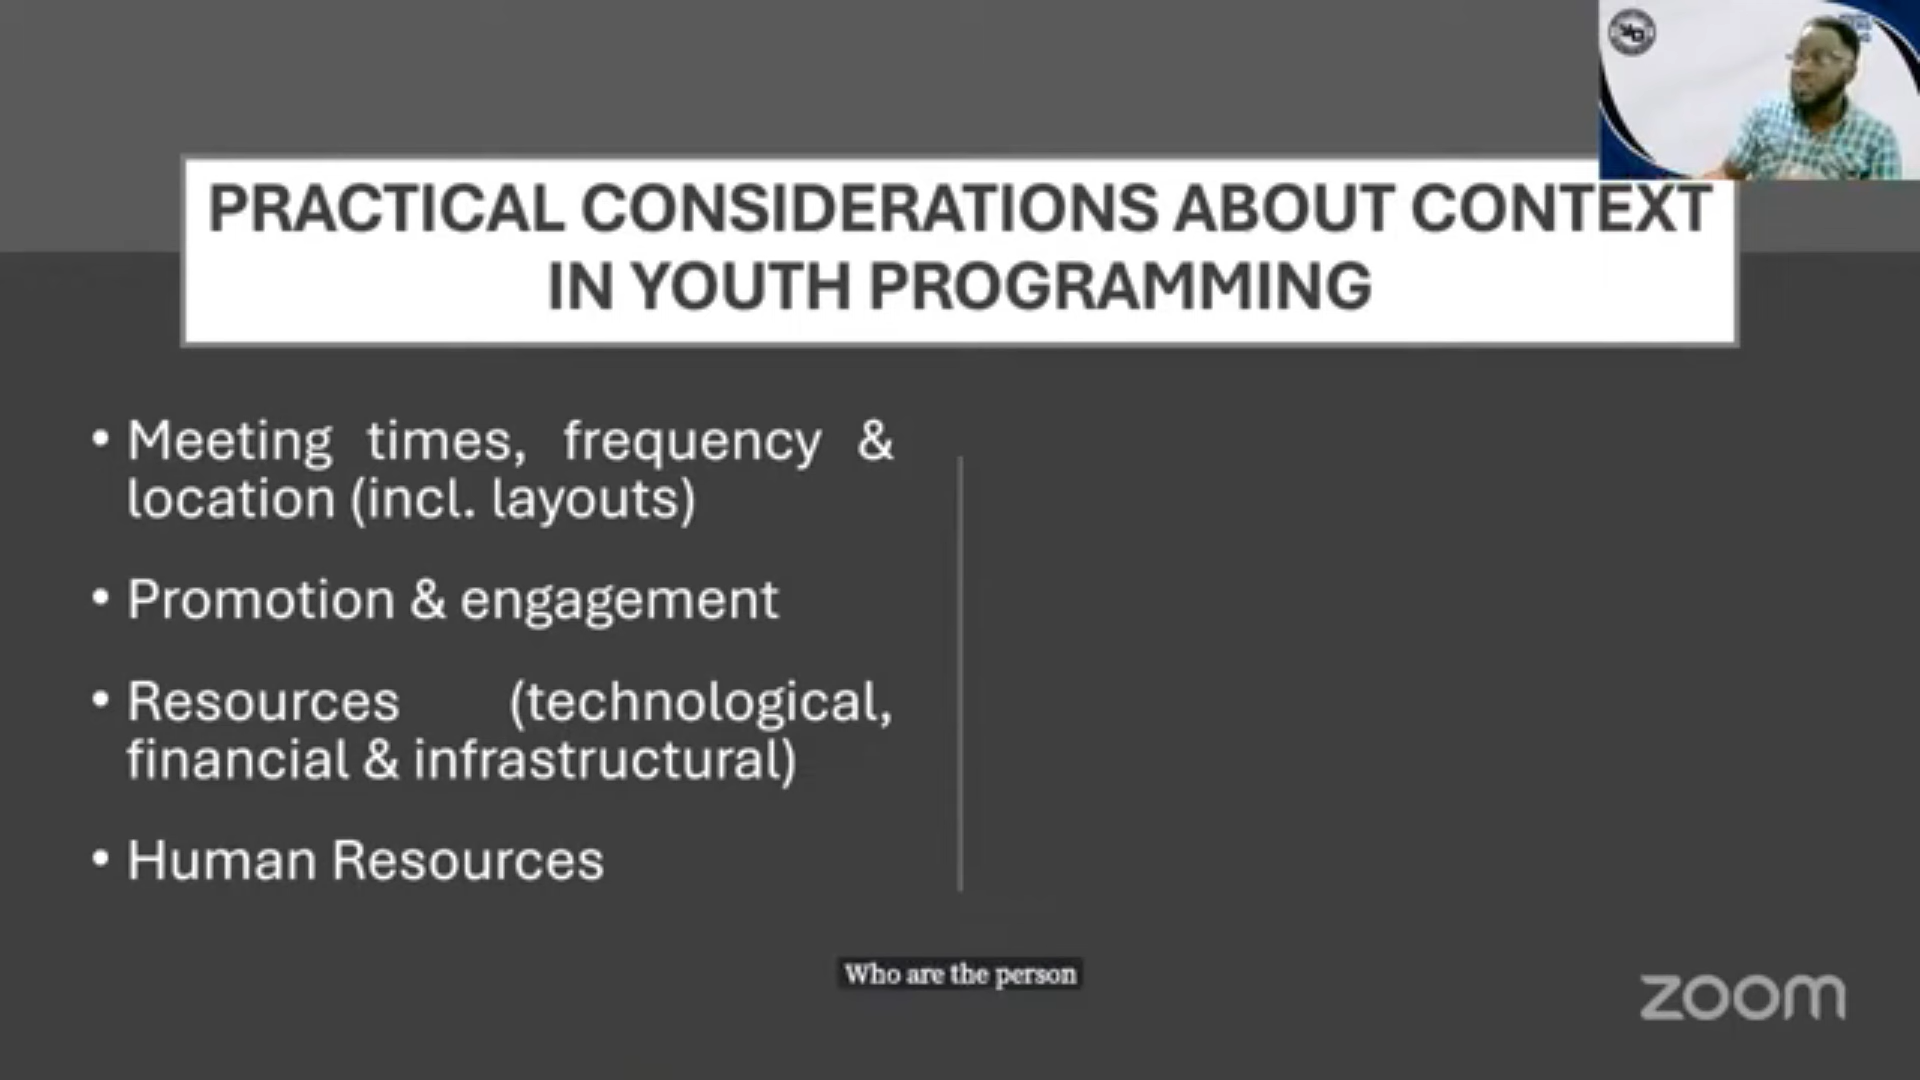 PRACTICAL CONSIDERATIONS ABOUT CONTEXT
IN YOUTH PROGRAMMING
• Meeting times, frequency &
location (incl. layouts)
• Promotion & engagement
• Resources (technological,
financial & infrastructural)
• Human Resources
Who are the person
zoom